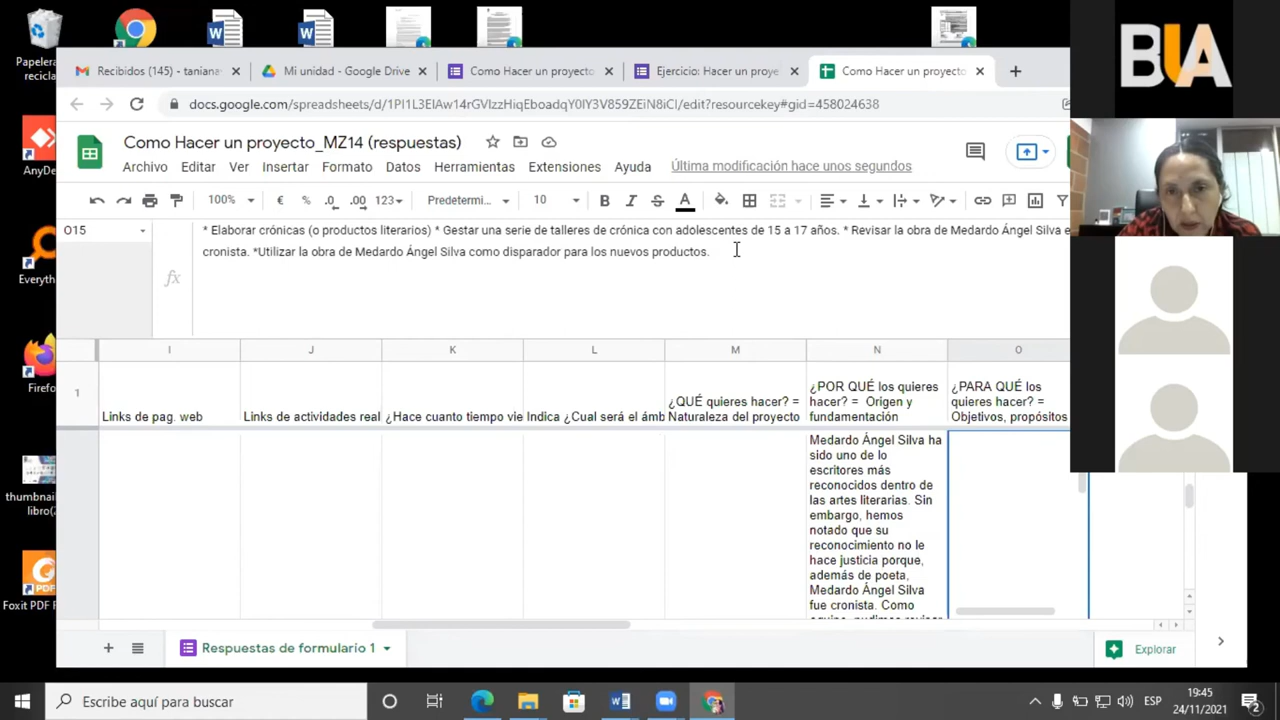 Papelera
recicla
AnyDe
Everyth
Firefo
thumbnai
libro(2)
Foxit PDF F
Recibidos (145) - taniana
Mi unidad - Google Drive
Como Hacer un proyecto
Ejercicio: Hacer un proye
Como Hacer un proyecto
docs.google.com/spreadsheets/d/1PI1L3ElAw14rGVIzzHiqEboadqY0lY3V859ZEiN8iCI/edit?resourcekey#gid=458024638
Como Hacer un proyecto_MZ14 (respuestas)
Archivo Editar Ver Insertar Formato Datos Herramientas Extensiones Ayuda Última modificación hace unos segundos
100% € % .0 .00 123 Predetermi... 10 B I S A
O15
* Elaborar crónicas (o productos literarios) * Gestar una serie de talleres de crónica con adolescentes de 15 a 17 años. * Revisar la obra de Medardo Ángel Silva
cronista. *Utilizar la obra de Medardo Ángel Silva como disparador para los nuevos productos.
fx
I J K L M N O
1
Links de pag. web
Links de actividades real
¿Hace cuanto tiempo vie
Indica ¿Cual será el ámb
¿QUÉ quieres hacer? =
Naturaleza del proyecto
¿POR QUÉ los quieres
hacer? = Origen y
fundamentación
¿PARA QUÉ los
quieres hacer? =
Objetivos, propósitos
Medardo Ángel Silva ha
sido uno de lo
escritores más
reconocidos dentro de
las artes literarias. Sin
embargo, hemos
notado que su
reconocimiento no le
hace justicia porque,
además de poeta,
Medardo Ángel Silva
fue cronista. Como
Respuestas de formulario 1
Explorar
BUA
Escribe aquí para buscar
ESP
19:45
24/11/2021
2